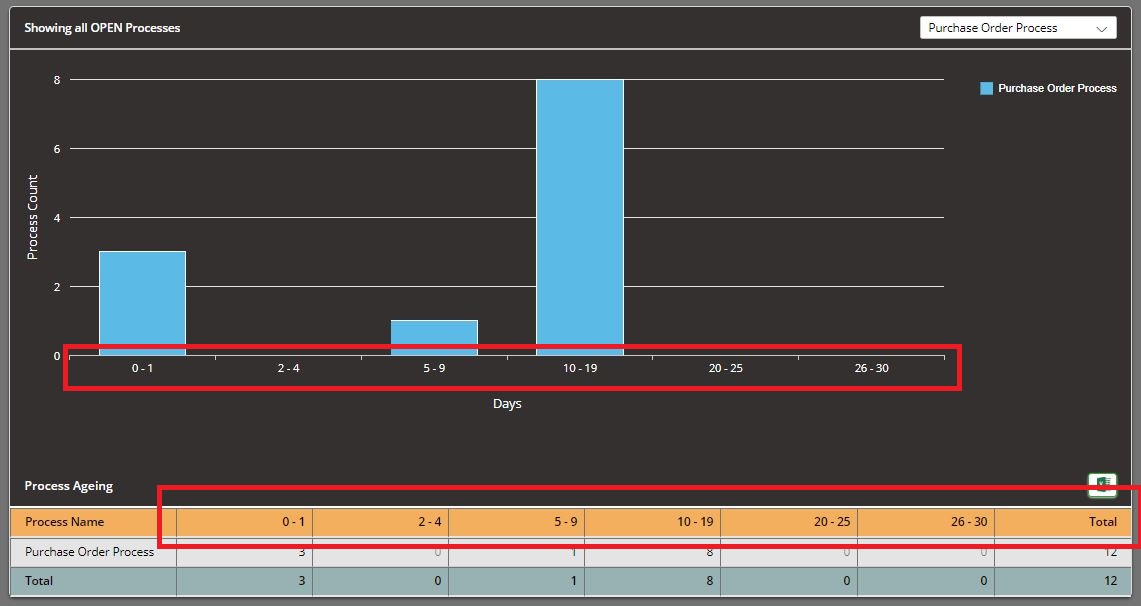 Showing all OPEN Processes
Purchase Order Process
Purchase Order Process
8
6
4
2
0
Process Count
0 - 1 2 - 4 5 - 9 10 - 19 20 - 25 26 - 30
Days
Process Ageing
Process Name 0 - 1 2 - 4 5 - 9 10 - 19 20 - 25 26 - 30 Total
Purchase Order Process 3 0 1 8 0 0 12
Total 3 0 1 8 0 0 12